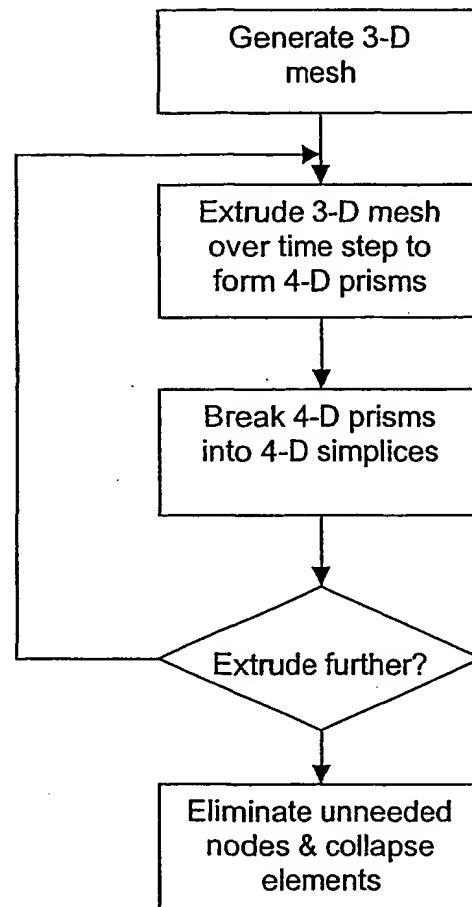 Generate 3-D
mesh
Extrude 3-D mesh
over time step to
form 4-D prisms
Break 4-D prisms
into 4-D simplices
Extrude further?
Eliminate unneeded
nodes & collapse
elements